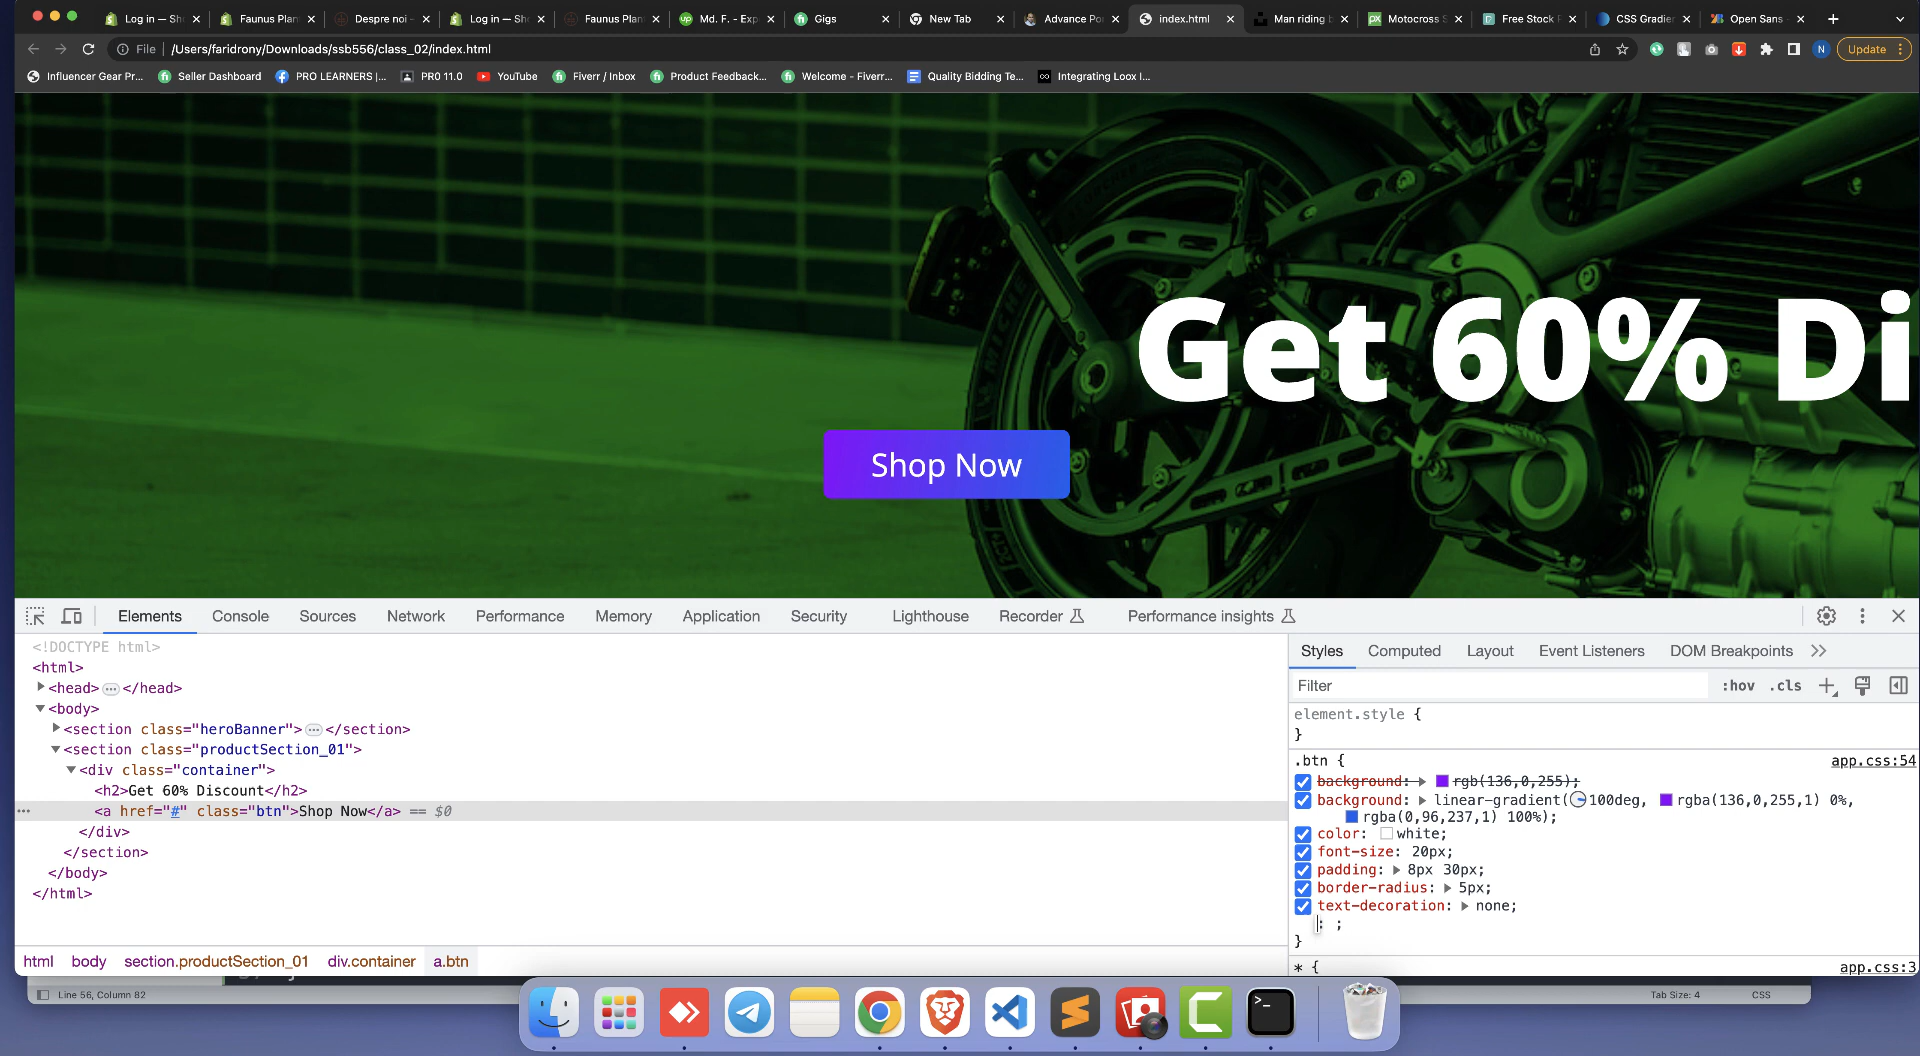 Log in — Sh
Faunus Plan
Despre noi -
Log in — Sh
Faunus Plan
Md. F. - Exp
Gigs
New Tab
Advance Po
index.html
Man riding
Motocross S
Free Stock
CSS Gradier
Open Sans -
File
/Users/faridrony/Downloads/ssb556/class_02/index.html
N
Update
Influencer Gear Pr...
Seller Dashboard
PRO LEARNERS |...
PR0 11.0
YouTube
Fiverr / Inbox
Product Feedback...
Welcome - Fiverr...
Quality Bidding Te...
Integrating Loox I...
Get 60% Di
Shop Now
Elements
Console
Sources
Network
Performance
Memory
Application
Security
Lighthouse
Recorder
Performance insights
<!DOCTYPE html>
<html>
<head> ... </head>
<body>
<section class="heroBanner"> ... </section>
<section class="productSection_01">
<div class="container">
<h2>Get 60% Discount</h2>
<a href="#" class="btn">Shop Now</a> == $0
</div>
</section>
</body>
</html>
html
body
section.productSection_01
div.container
a.btn
Styles
Computed
Layout
Event Listeners
DOM Breakpoints
Filter
:hov
.cls
element.style {
}
.btn {
app.css:54
background: rgb(136,0,255);
background: linear-gradient(100deg, rgba(136,0,255,1) 0%,
rgba(0,96,237,1) 100%);
color: white;
font-size: 20px;
padding: 8px 30px;
border-radius: 5px;
text-decoration: none;
: ;
}
* {
app.css:3
Line 56, Column 82
Tab Size: 4
CSS